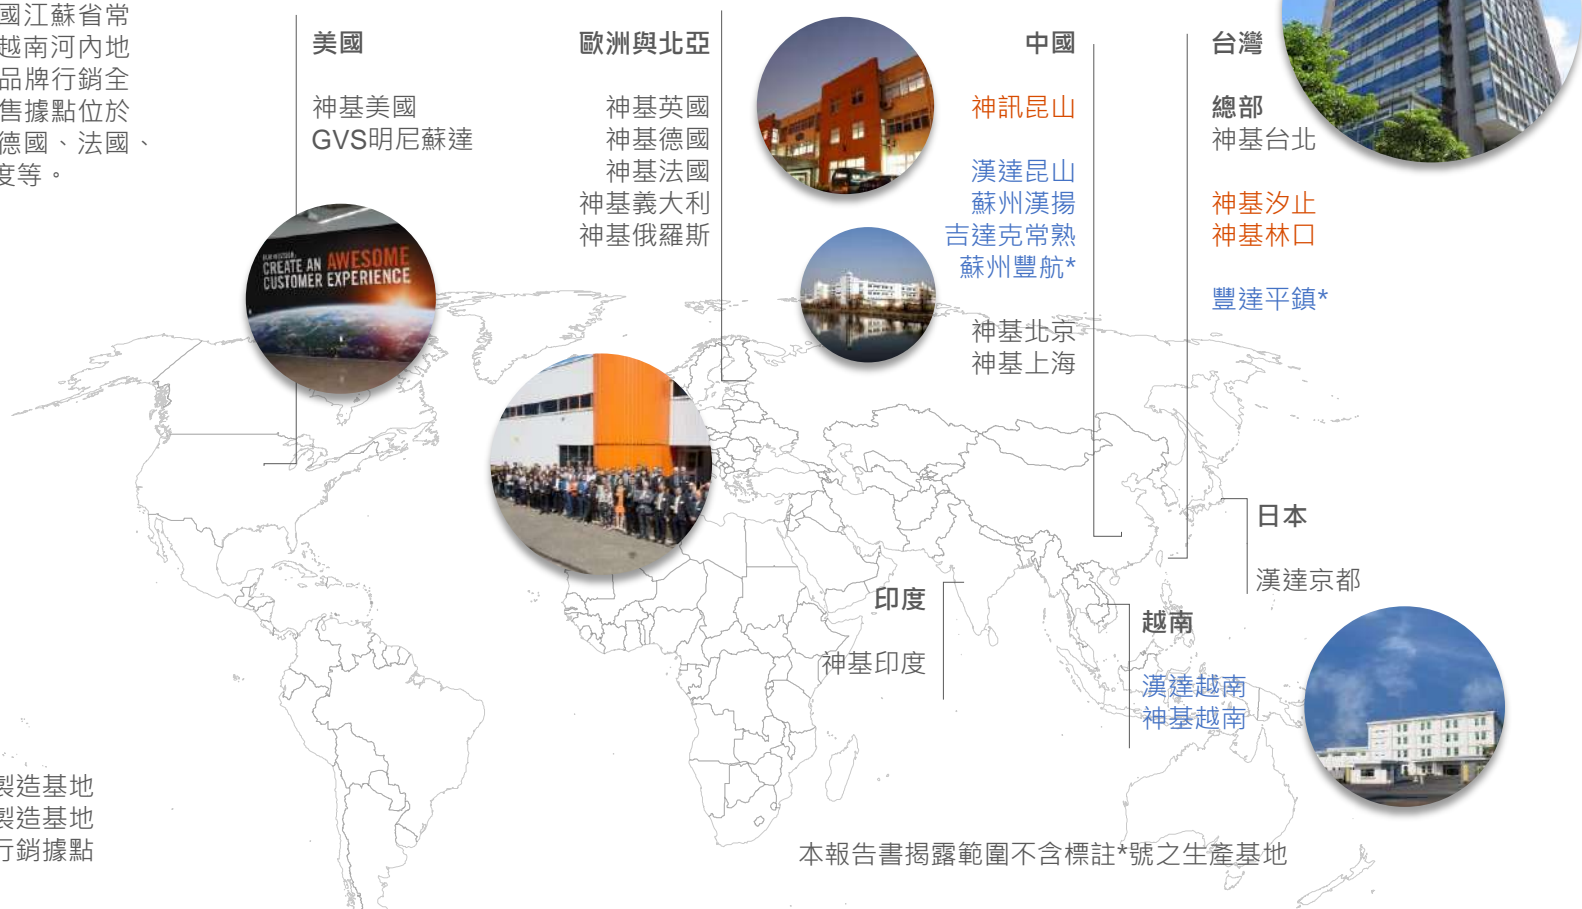 國江蘇省常
越南河內地
品牌行銷全
售據點位於
德國、法國、
度等。
美國
神基美國
GVS明尼蘇達
OUR MISSION:
CREATE AN AWESOME
CUSTOMER EXPERIENCE
歐洲與北亞
神基英國
神基德國
神基法國
神基義大利
神基俄羅斯
中國
神訊昆山
漢達昆山
蘇州漢揚
吉達克常熟
蘇州豐航*
神基北京
神基上海
台灣
總部
神基台北
神基汐止
神基林口
豐達平鎮*
日本
漢達京都
印度
神基印度
越南
漢達越南
神基越南
製造基地
製造基地
行銷據點
本報告書揭露範圍不含標註*號之生產基地